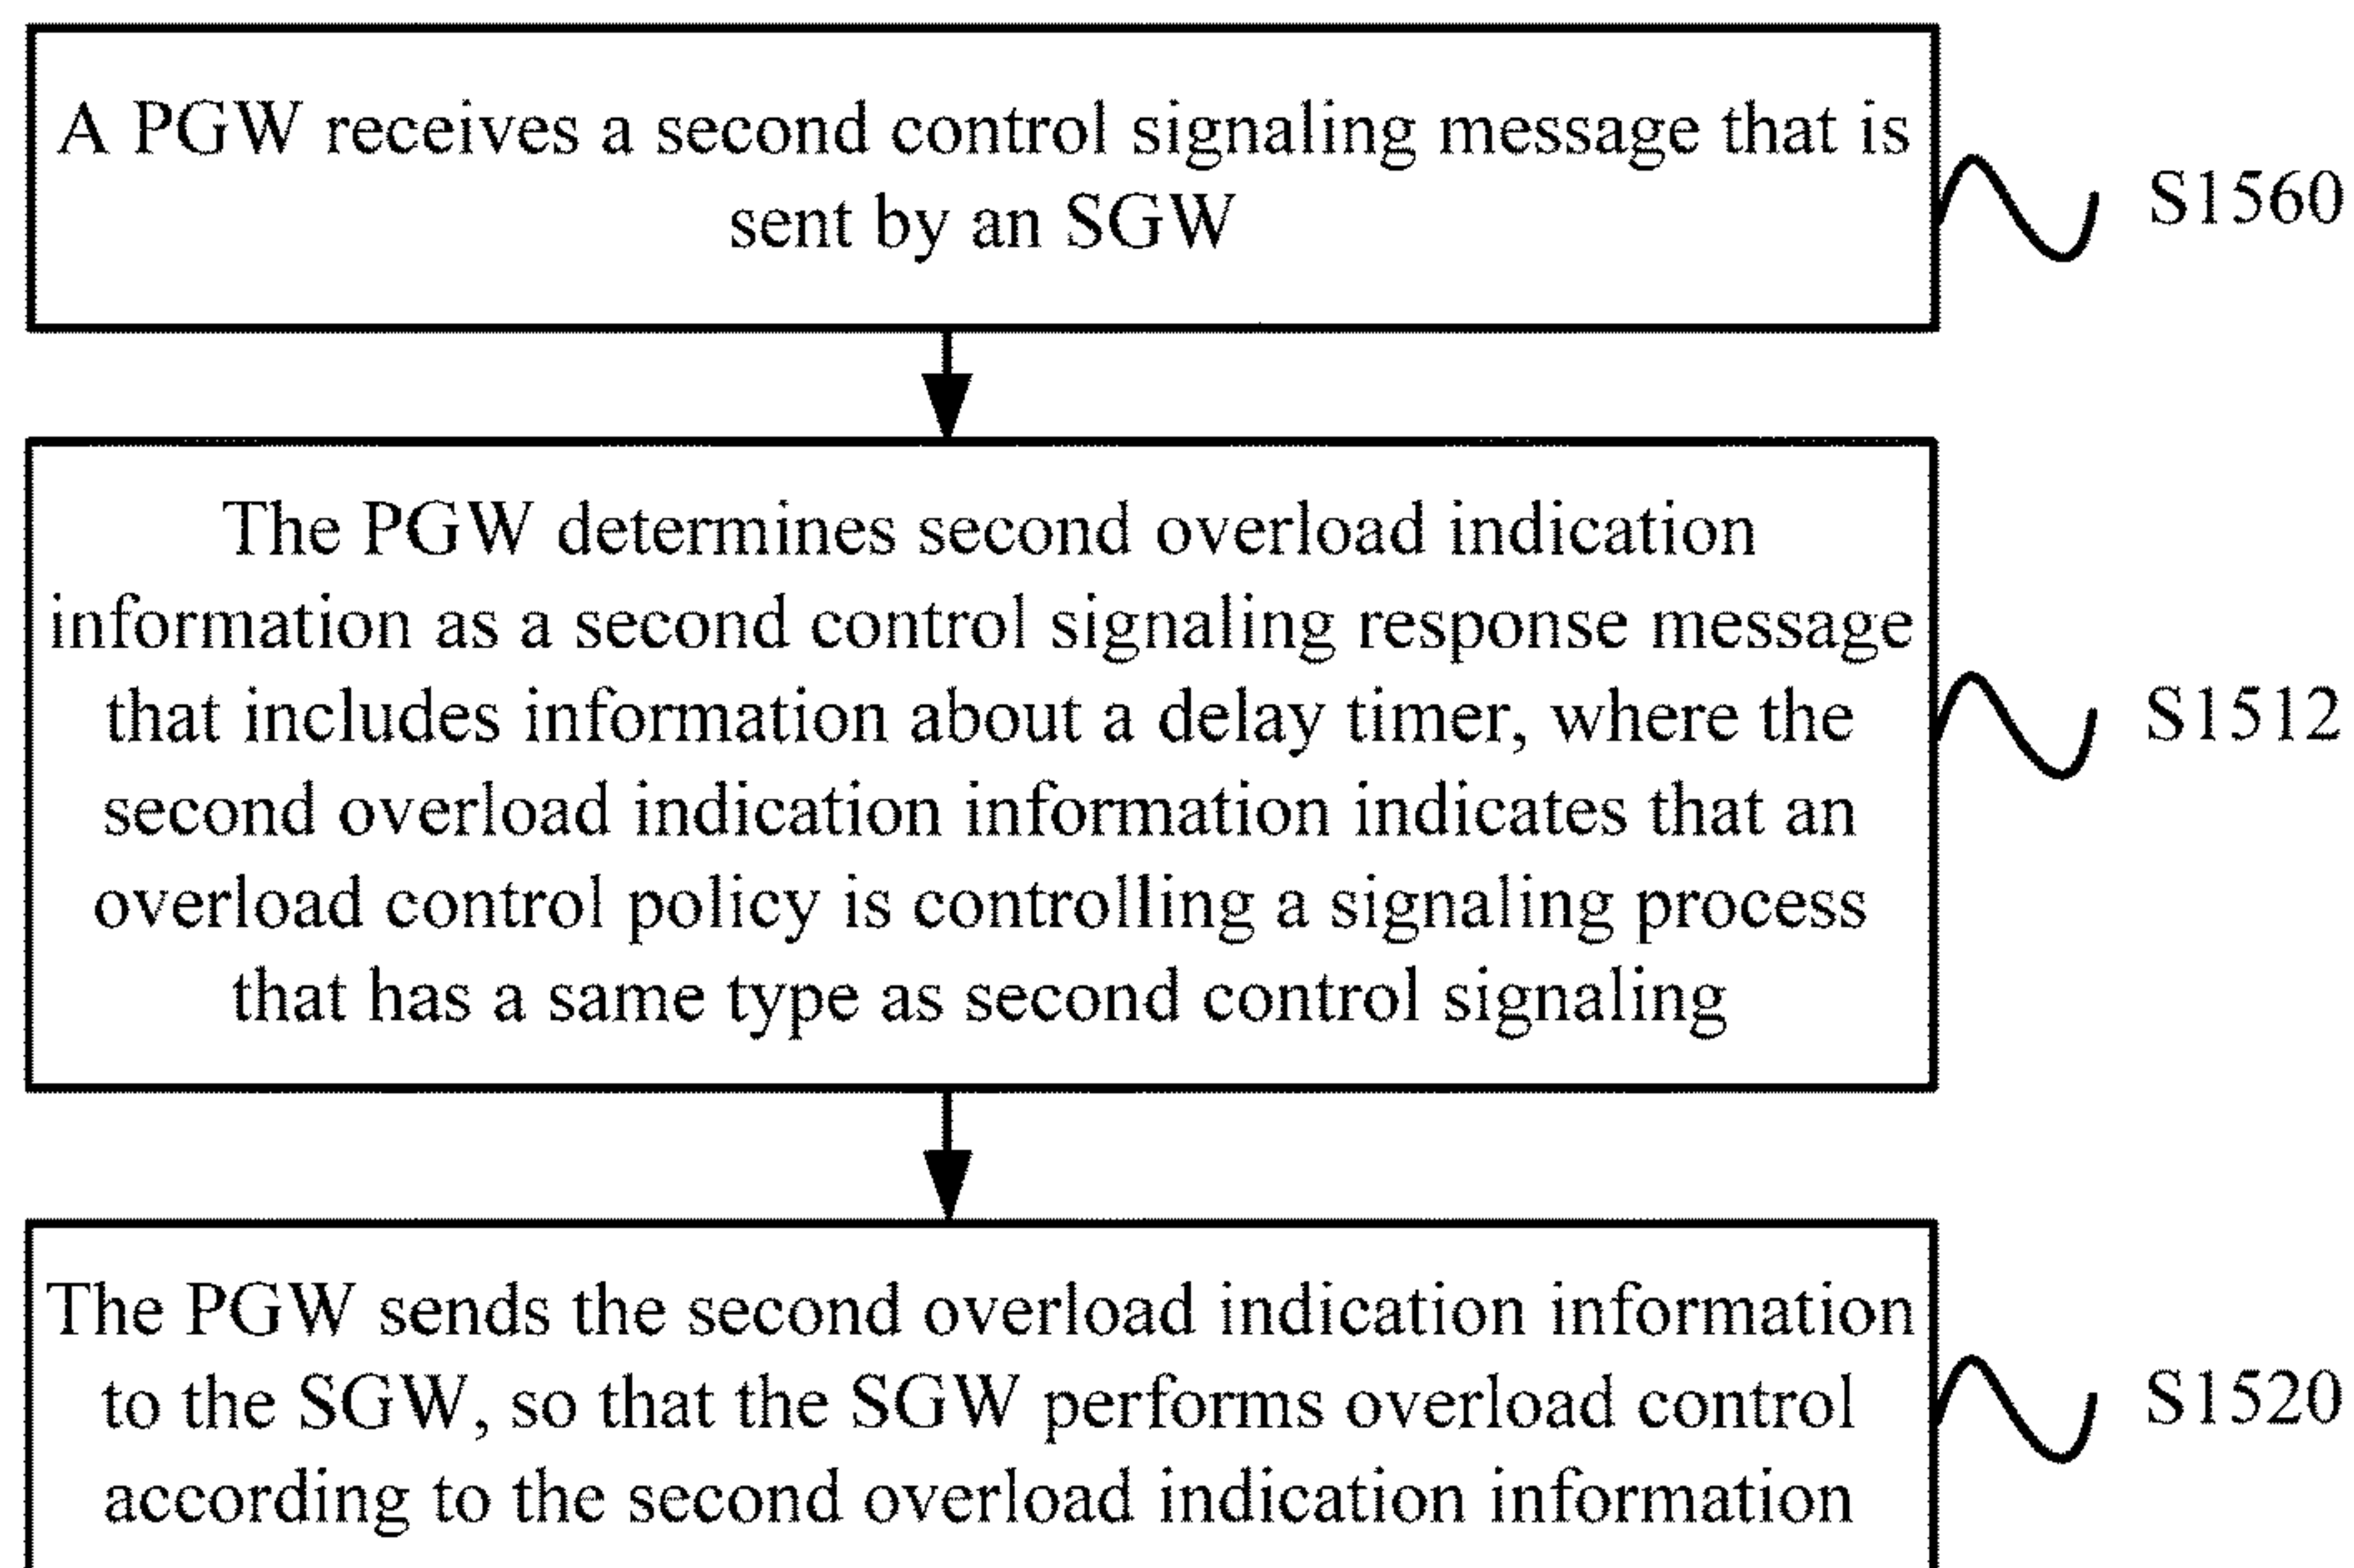 A PGW receives a second control signaling message that is
sent by an SGW
S1560
The PGW determines second overload indication
information as a second control signaling response message
that includes information about a delay timer, where the
second overload indication information indicates that an
overload control policy is controlling a signaling process
that has a same type as second control signaling
S1512
The PGW sends the second overload indication information
to the SGW, so that the SGW performs overload control
according to the second overload indication information
S1520